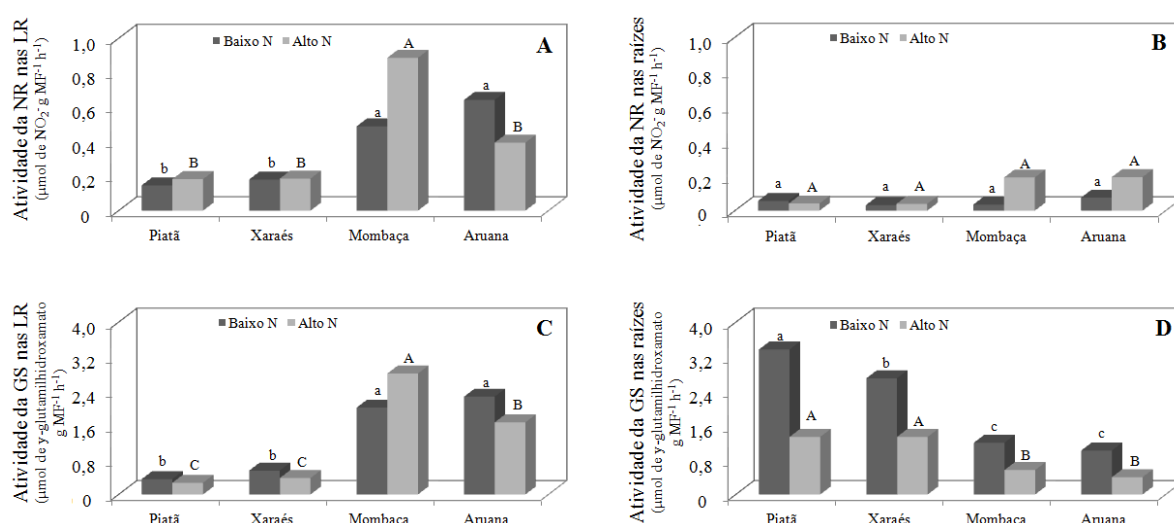 Atividade da NR nas LR
(µmol de NO₂⁻ g MF⁻¹ h⁻¹)
1,0
0,8
0,6
0,4
0,2
0
Baixo N
Alto N
A
b
B
b
B
a
A
a
B
Piatã
Xaraés
Mombaça
Aruana
Atividade da NR nas raízes
(µmol de NO₂⁻ g MF⁻¹ h⁻¹)
1,0
0,8
0,6
0,4
0,2
0
Baixo N
Alto N
B
a
A
a
A
a
A
a
A
Piatã
Xaraés
Mombaça
Aruana
Atividade da GS nas LR
(µmol de y-glutamilhidroxamato
g MF⁻¹ h⁻¹)
4,0
3,2
2,4
1,6
0,8
0
Baixo N
Alto N
C
b
C
b
C
a
A
a
B
Piatã
Xaraés
Mombaça
Aruana
Atividade da GS nas raízes
(µmol de y-glutamilhidroxamato
g MF⁻¹ h⁻¹)
4,0
3,2
2,4
1,6
0,8
0
Baixo N
Alto N
D
a
A
b
A
c
B
c
B
Piatã
Xaraés
Mombaça
Aruana